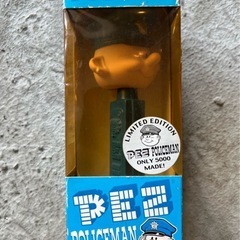 LIMITED EDITION
PEZ
POLICEMAN
ONLY 5000
MADE!
PEZ
POLICEMAN